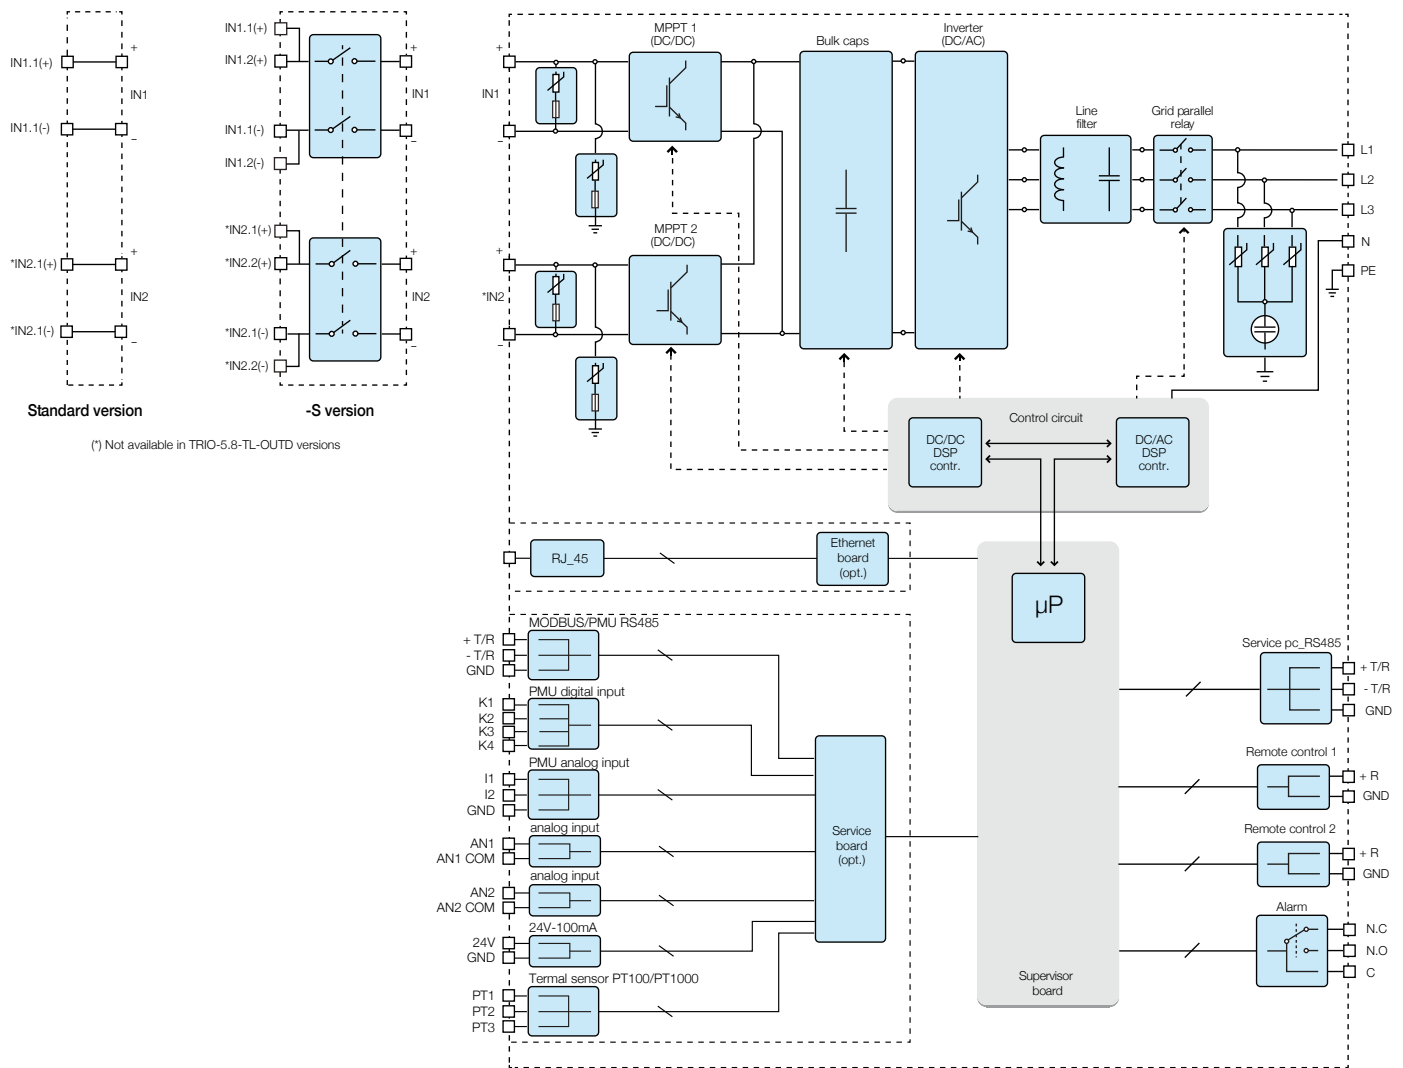 IN1.1(+)
+
IN1
IN1.1(-)
–
*IN2.1(+)
+
IN2
*IN2.1(-)
–
Standard version
IN1.1(+)
IN1.2(+)
+
IN1
IN1.1(-)
–
IN1.2(-)
*IN2.1(+)
*IN2.2(+)
+
IN2
*IN2.1(-)
–
*IN2.2(-)
-S version
(*) Not available in TRIO-5.8-TL-OUTD versions
+
IN1
–
+
*IN2
–
MPPT 1
(DC/DC)
MPPT 2
(DC/DC)
Bulk caps
Inverter
(DC/AC)
Line
filter
Grid parallel
relay
L1
L2
L3
N
PE
Control circuit
DC/DC
DSP
contr.
DC/AC
DSP
contr.
RJ_45
Ethernet
board
(opt.)
µP
MODBUS/PMU RS485
+ T/R
- T/R
GND
PMU digital input
K1
K2
K3
K4
PMU analog input
I1
I2
GND
analog input
AN1
AN1 COM
analog input
AN2
AN2 COM
24V-100mA
24V
GND
Termal sensor PT100/PT1000
PT1
PT2
PT3
Service
board
(opt.)
Supervisor
board
Service pc_RS485
+ T/R
- T/R
GND
Remote control 1
+ R
GND
Remote control 2
+ R
GND
Alarm
N.C
N.O
C